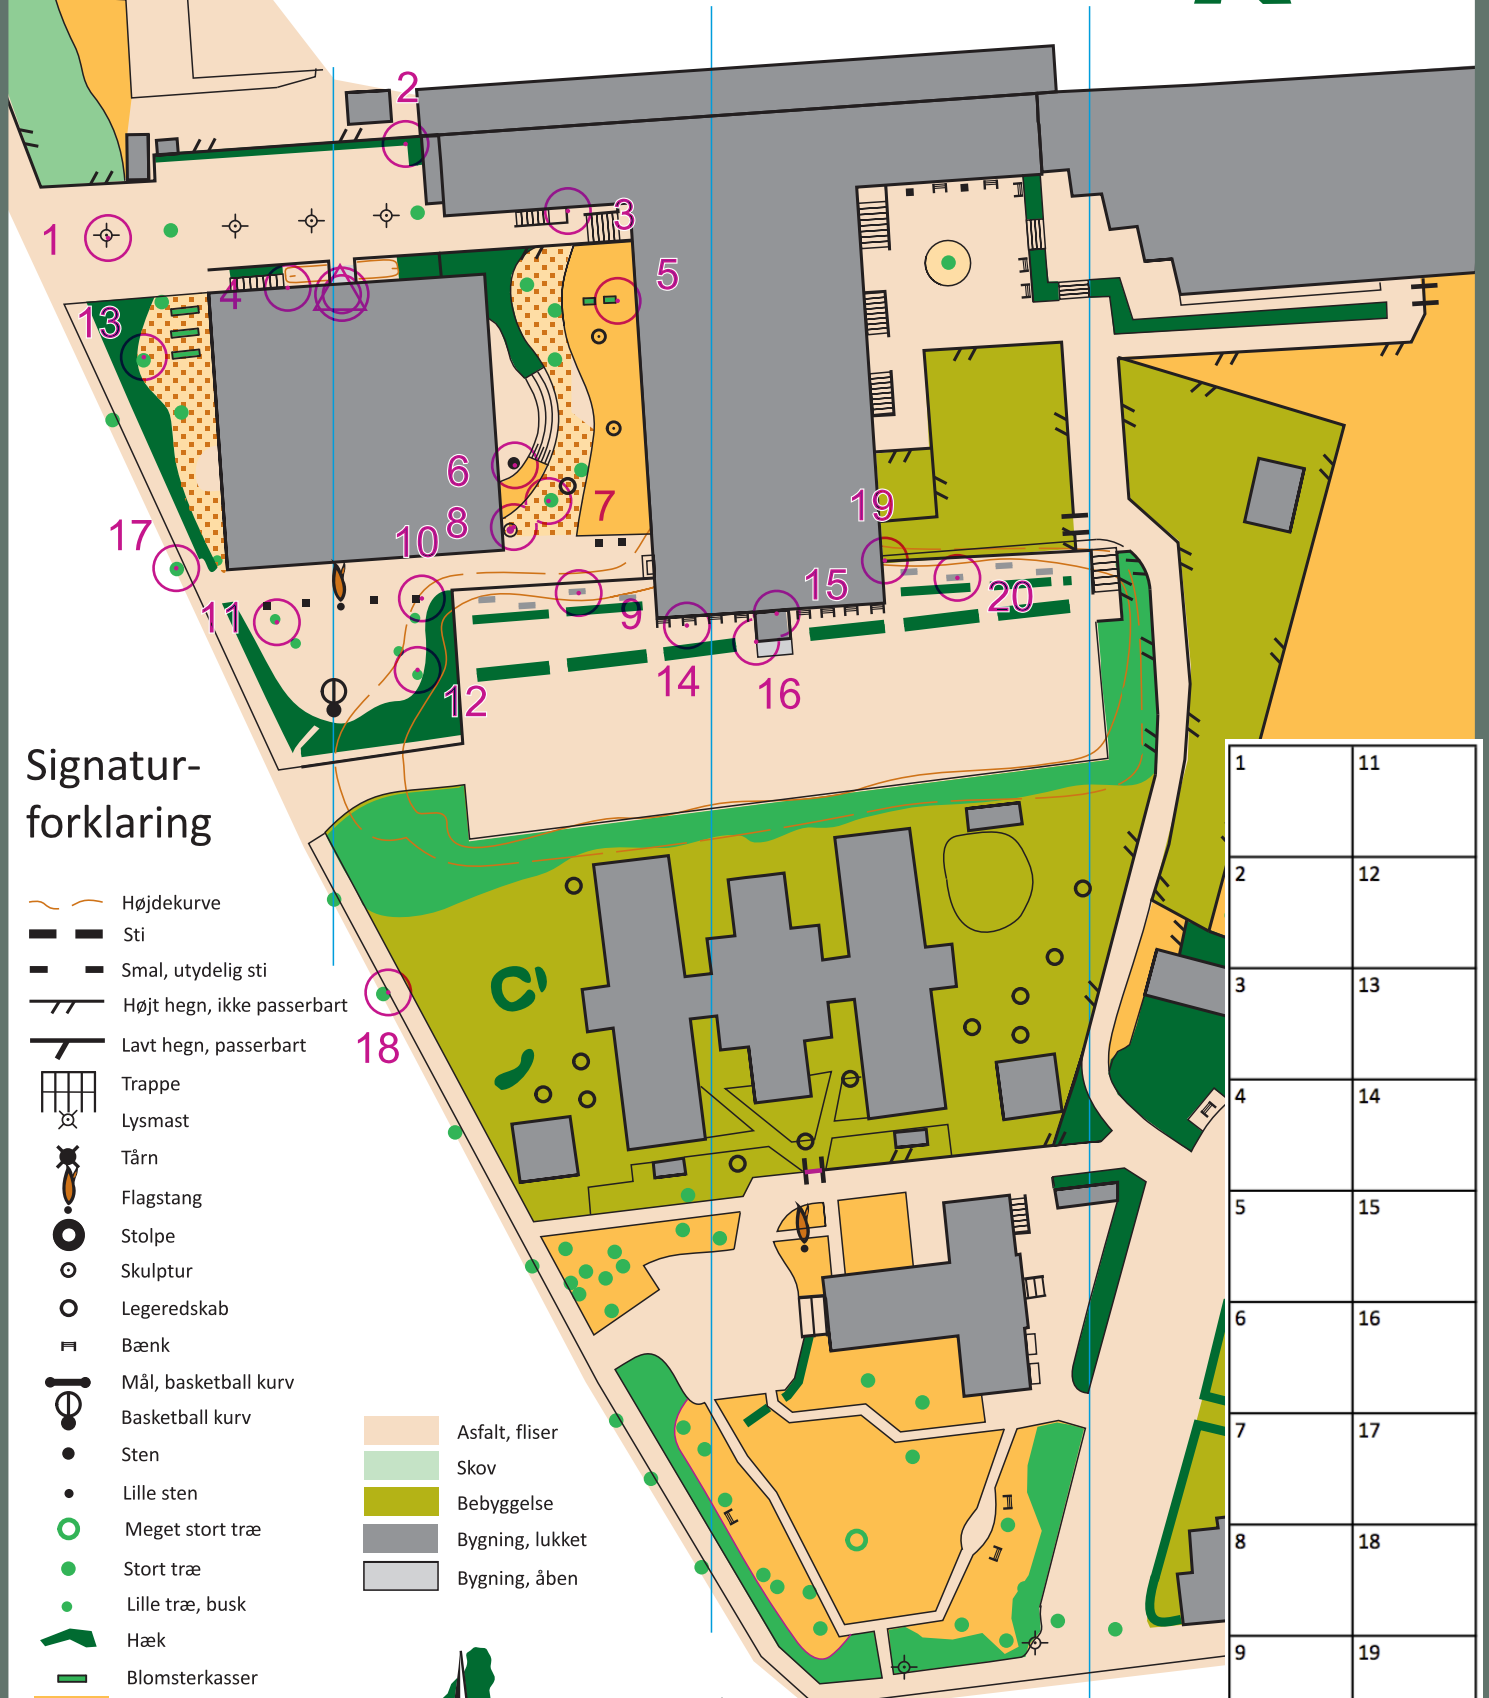 2
3
1
5
4
13
6
7
19
8
17
10
15
20
9
11
14
16
12
18
Signatur-
forklaring
Højdekurve
Sti
Smal, utydelig sti
Højt hegn, ikke passerbart
Lavt hegn, passerbart
Trappe
Lysmast
Tårn
Flagstang
Stolpe
Skulptur
Legeredskab
Bænk
Mål, basketball kurv
Basketball kurv
Sten
Lille sten
Meget stort træ
Stort træ
Lille træ, busk
Hæk
Blomsterkasser
Asfalt, fliser
Skov
Bebyggelse
Bygning, lukket
Bygning, åben
1 11
2 12
3 13
4 14
5 15
6 16
7 17
8 18
9 19